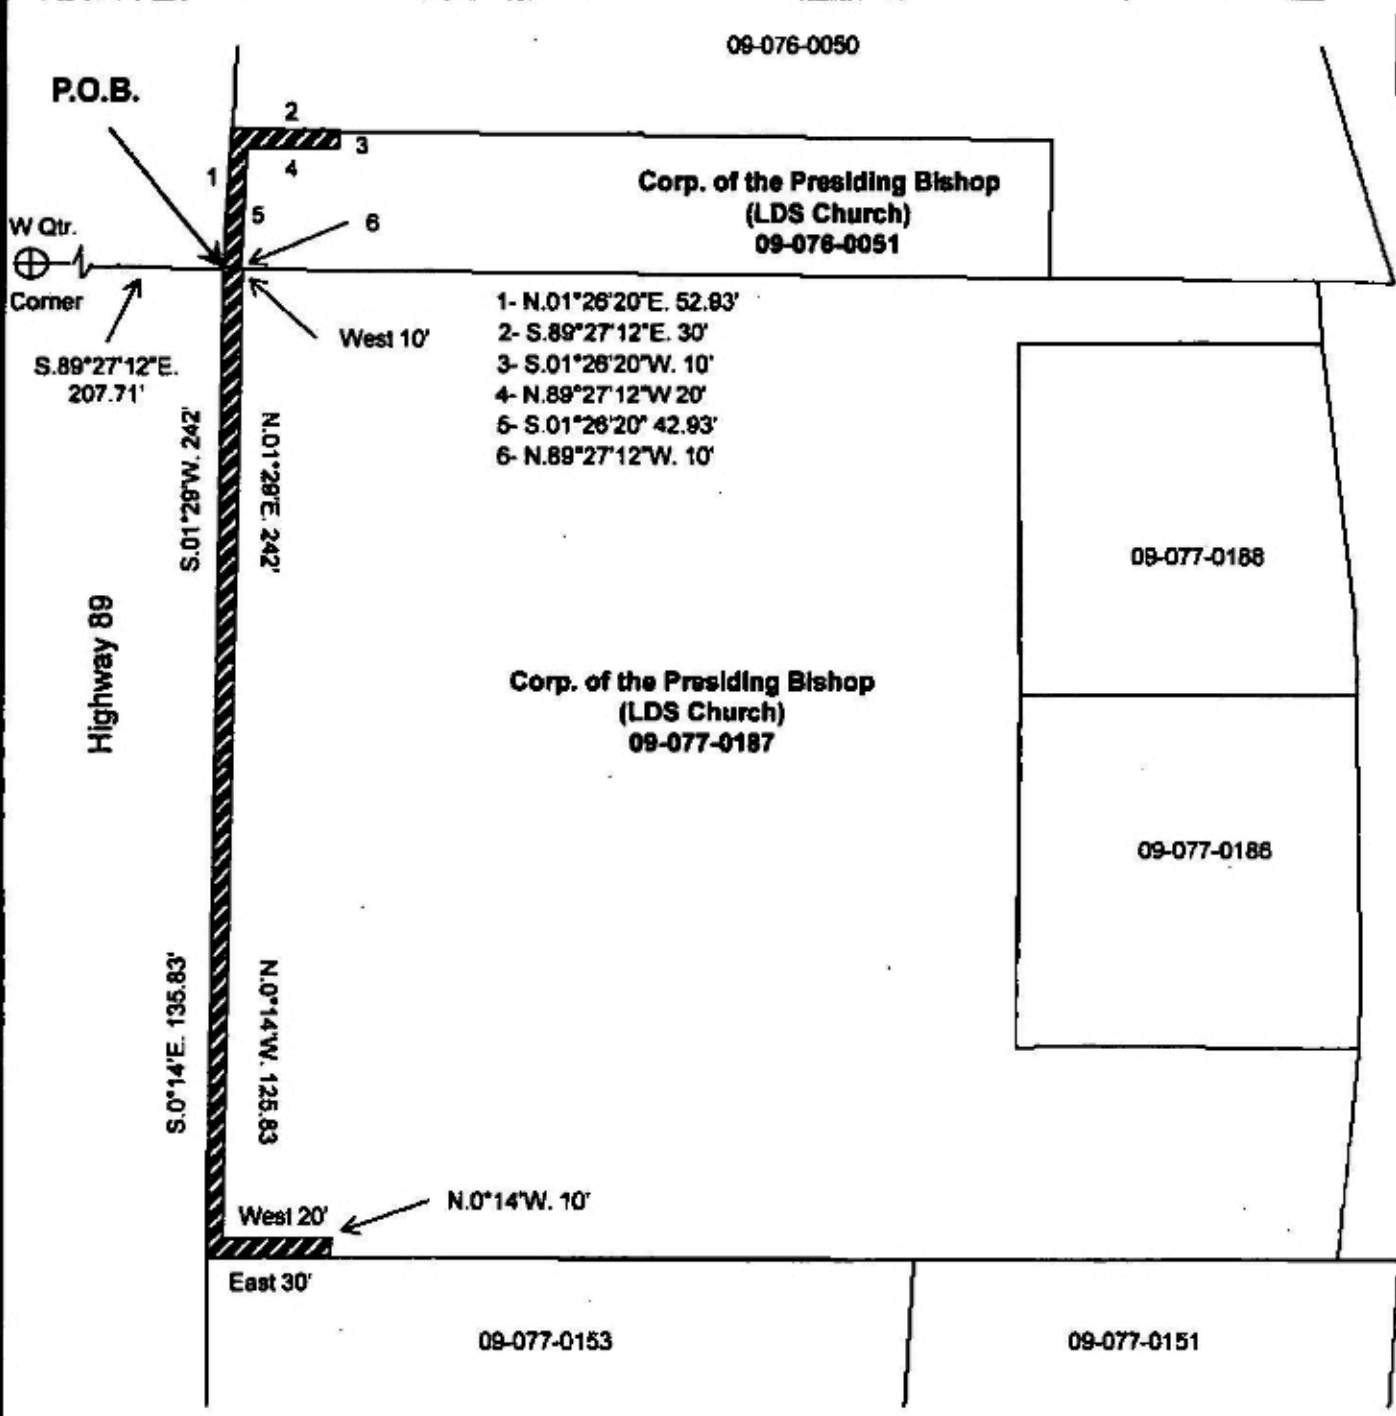 09-076-0050
P.O.B.
2
3
1
4
Corp. of the Presiding Bishop
(LDS Church)
09-076-0051
5
6
W Qtr.
Corner
1- N.01°26'20"E. 52.93'
2- S.89°27'12"E. 30'
3- S.01°26'20"W. 10'
4- N.89°27'12"W 20'
5- S.01°26'20" 42.93'
6- N.89°27'12"W. 10'
West 10'
S.89°27'12"E.
207.71'
S.01°29'W. 242'
N.01°29'E. 242'
09-077-0188
Highway 89
Corp. of the Presiding Bishop
(LDS Church)
09-077-0187
09-077-0186
S.0°14'E. 135.83'
N.0°14'W. 125.83
N.0°14'W. 10'
West 20'
East 30'
09-077-0153
09-077-0151